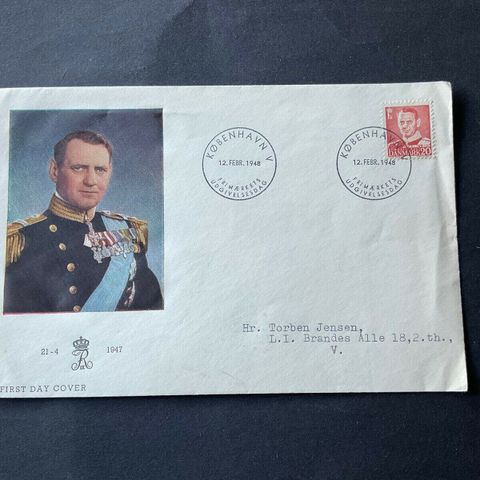 KØBENHAVN V
12. FEBR. 1948
FRIMÆRKETS
UDGIVELSESDAG
KØBENHAVN V
12. FEBR. 1948
FRIMÆRKETS
UDGIVELSESDAG
DANMARK 20
Hr. Torben Jensen,
L.I. Brandes Alle 18,2.th.,
V.
21-4 1947
FIRST DAY COVER